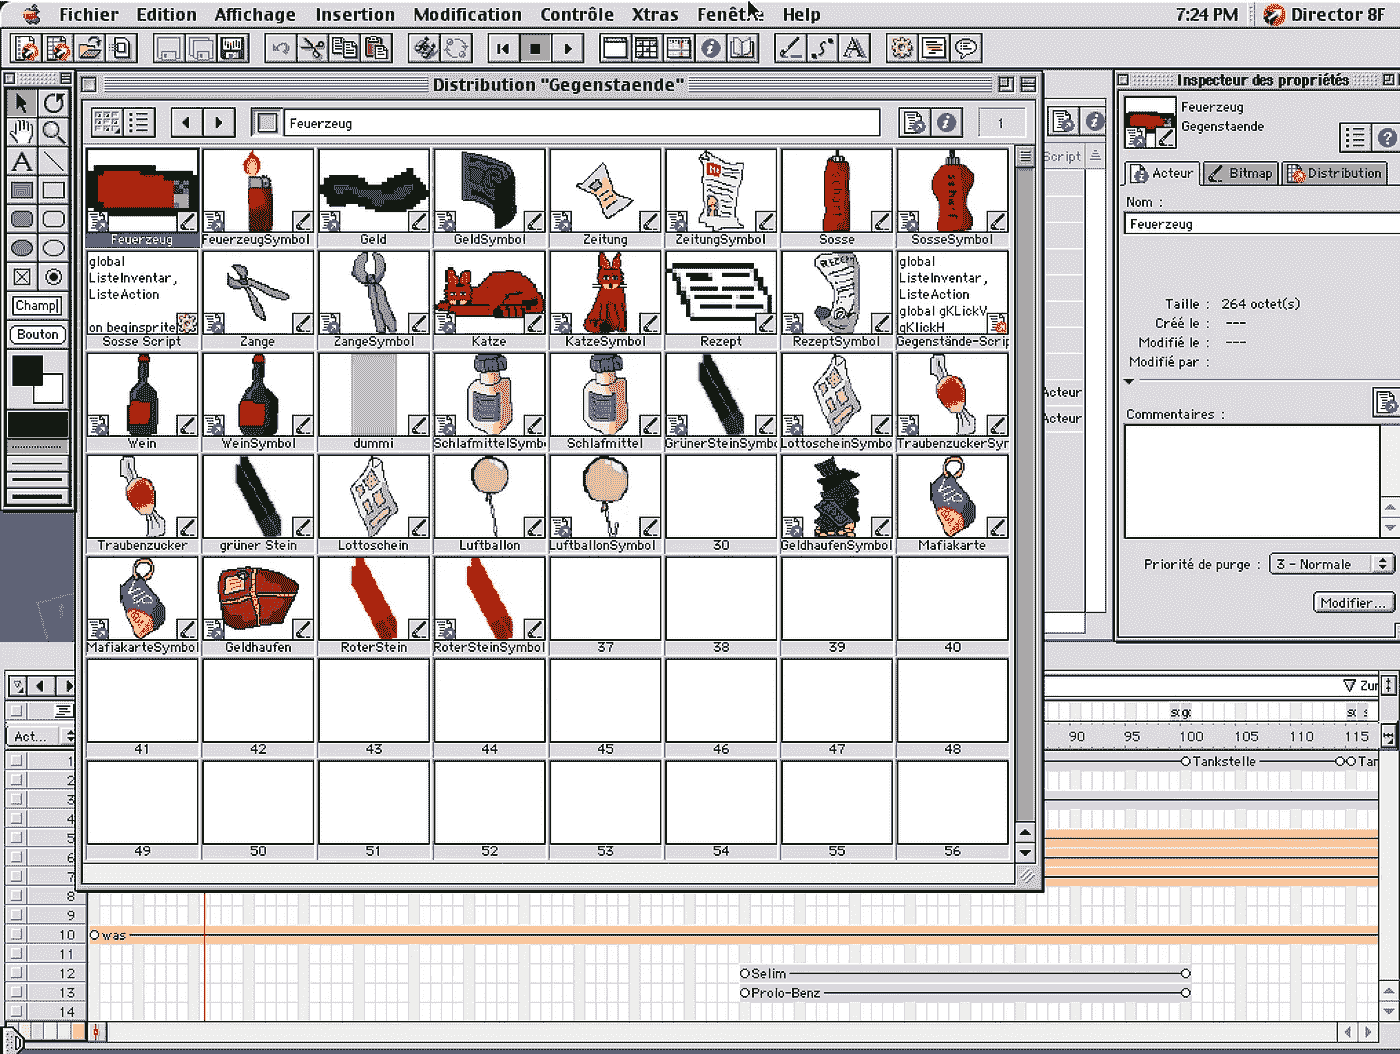 Fichier Edition Affichage Insertion Modification Contrôle Xtras Fenêt Help 7:24 PM Director 8F
Distribution "Gegenstaende"
Feuerzeug 1
Feuerzeug FeuerzeugSymbol Geld GeldSymbol Zeitung ZeitungSymbol Sosse SosseSymbol
global
ListeInventar,
ListeAction
on beginsprite
global
ListeInventar,
ListeAction
global gKLickV
gKlickH
Sosse Script Zange ZangeSymbol Katze KatzeSymbol Rezept RezeptSymbol Gegenstände-Scrip
Wein WeinSymbol dummi SchlafmittelSymb Schlafmittel GrünerSteinSymb LottoscheinSymbo TraubenzuckerSyr
Traubenzucker grüner Stein Lottoschein Luftballon LuftballonSymbol 30 GeldhaufenSymbol Mafiakarte
MafiakarteSymbol Geldhaufen RoterStein RoterSteinSymbol 37 38 39 40
41 42 43 44 45 46 47 48
49 50 51 52 53 54 55 56
Champ
Bouton
Script
Acteur
Acteur
Inspecteur des propriétés
Feuerzeug
Gegenstaende
Acteur Bitmap Distribution
Nom :
Feuerzeug
Taille : 264 octet(s)
Créé le : ---
Modifié le : ---
Modifié par :
Commentaires :
Priorité de purge : 3 - Normale
Modifier...
Zur
Act...
90 95 100 105 110 115
1 Tankstelle Tar
2
3
4
5
6
7
8
9
10 was
11
12 Selim
13 Prolo-Benz
14